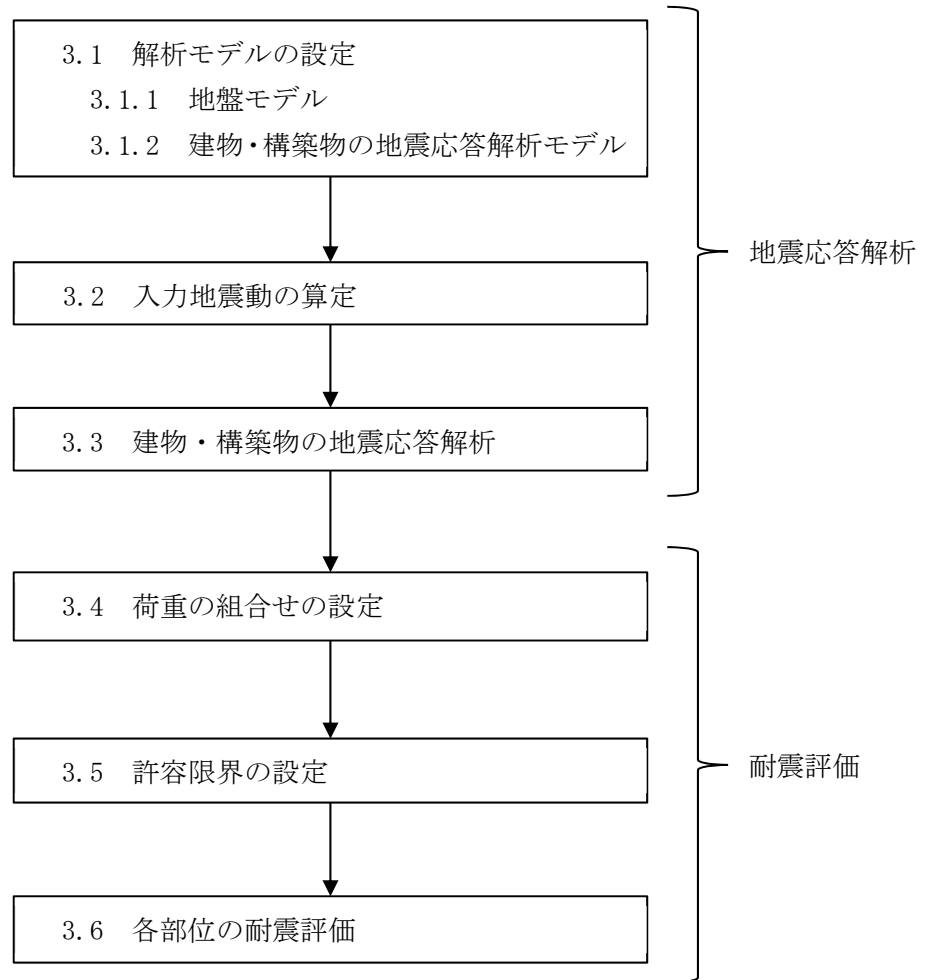 3.1 解析モデルの設定
3.1.1 地盤モデル
3.1.2 建物・構築物の地震応答解析モデル
3.2 入力地震動の算定
3.3 建物・構築物の地震応答解析
地震応答解析
3.4 荷重の組合せの設定
3.5 許容限界の設定
3.6 各部位の耐震評価
耐震評価